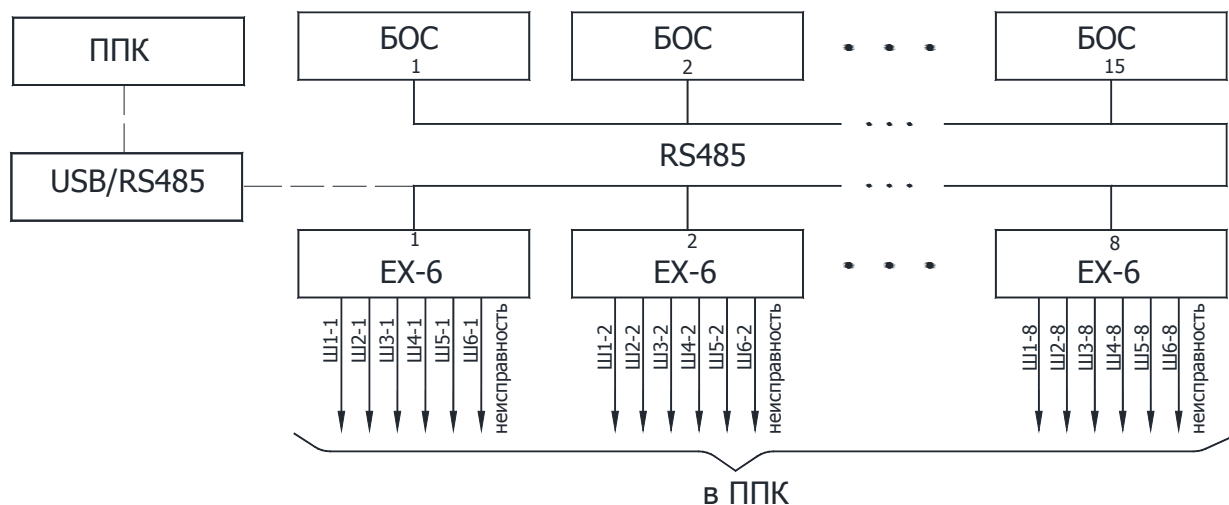 ППК
БОС
1
БОС
2
БОС
15
RS485
USB/RS485
1
EX-6
2
EX-6
8
EX-6
Ш1-1
Ш2-1
Ш3-1
Ш4-1
Ш5-1
Ш6-1
неисправность
Ш1-2
Ш2-2
Ш3-2
Ш4-2
Ш5-2
Ш6-2
неисправность
Ш1-8
Ш2-8
Ш3-8
Ш4-8
Ш5-8
Ш6-8
неисправность
в ППК